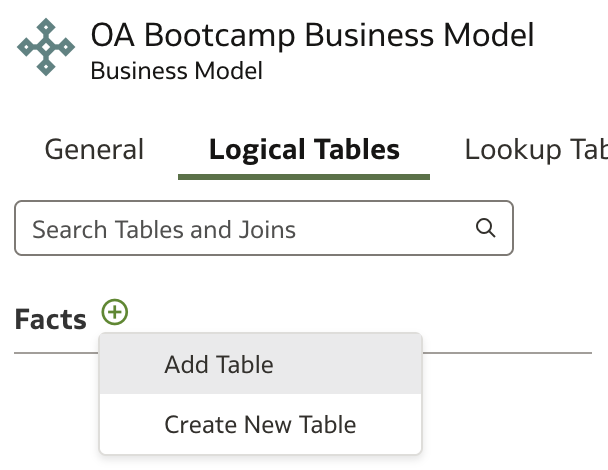 OA Bootcamp Business Model
Business Model
General Logical Tables Lookup
Search Tables and Joins
Facts
Add Table
Create New Table